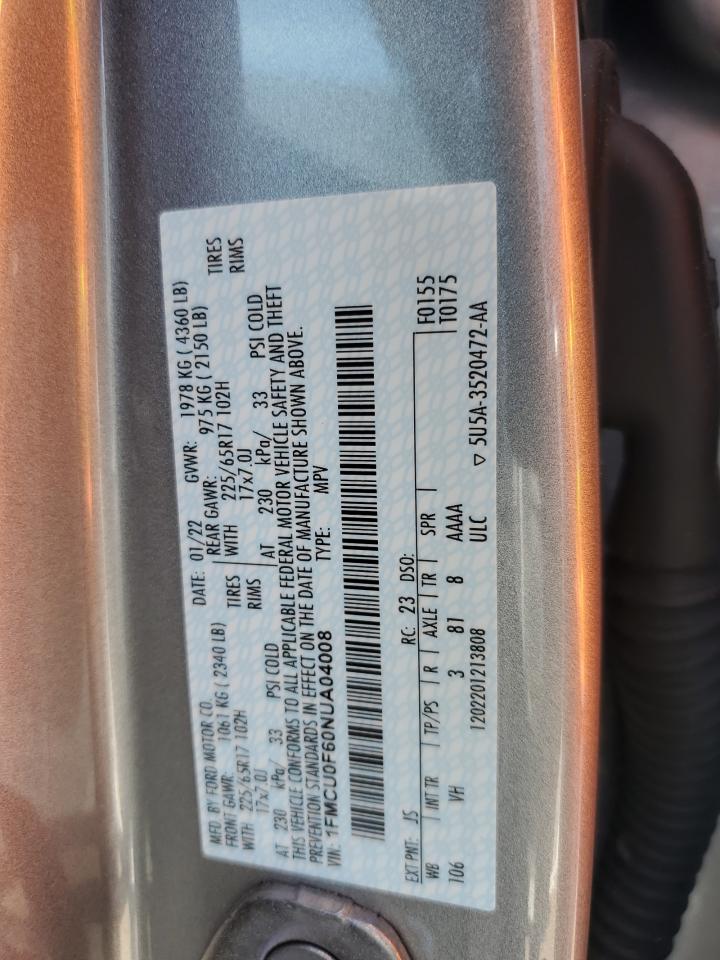 MFD. BY FORD MOTOR CO. DATE: 01/22 GVWR: 1978 KG ( 4360 LB)
FRONT GAWR: 1061 KG ( 2340 LB) REAR GAWR: 975 KG ( 2150 LB)
WITH 225/65R17 102H TIRES WITH 225/65R17 102H TIRES
17x7.0J RIMS 17x7.0J RIMS
AT 230 kPa/ 33 PSI COLD AT 230 kPa/ 33 PSI COLD
THIS VEHICLE CONFORMS TO ALL APPLICABLE FEDERAL MOTOR VEHICLE SAFETY AND THEFT
PREVENTION STANDARDS IN EFFECT ON THE DATE OF MANUFACTURE SHOWN ABOVE.
VIN: 1FMCU0F60NUA04008 TYPE: MPV
EXT PNT: JS RC: 23 DSO: F0155
WB INT TR TP/PS R AXLE TR SPR T0175
106 VH 3 81 8 AAAA
1202201213808 ULC ▽ 5U5A-3520472-AA